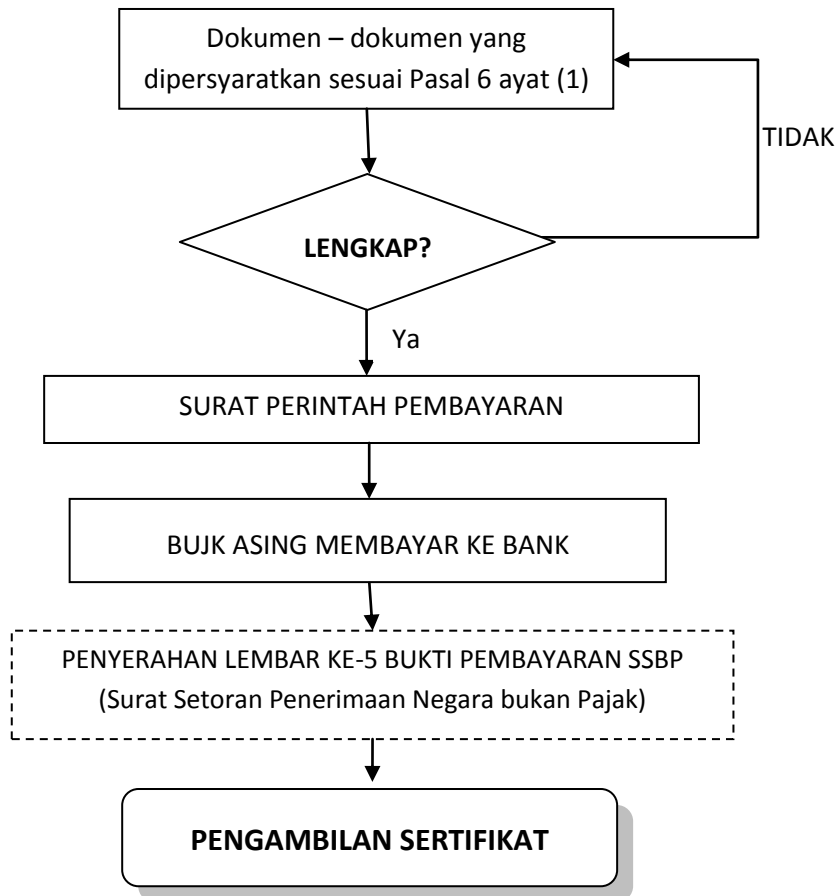 Dokumen – dokumen yang
dipersyaratkan sesuai Pasal 6 ayat (1)
TIDAK
LENGKAP?
Ya
SURAT PERINTAH PEMBAYARAN
BUJK ASING MEMBAYAR KE BANK
PENYERAHAN LEMBAR KE-5 BUKTI PEMBAYARAN SSBP
(Surat Setoran Penerimaan Negara bukan Pajak)
PENGAMBILAN SERTIFIKAT